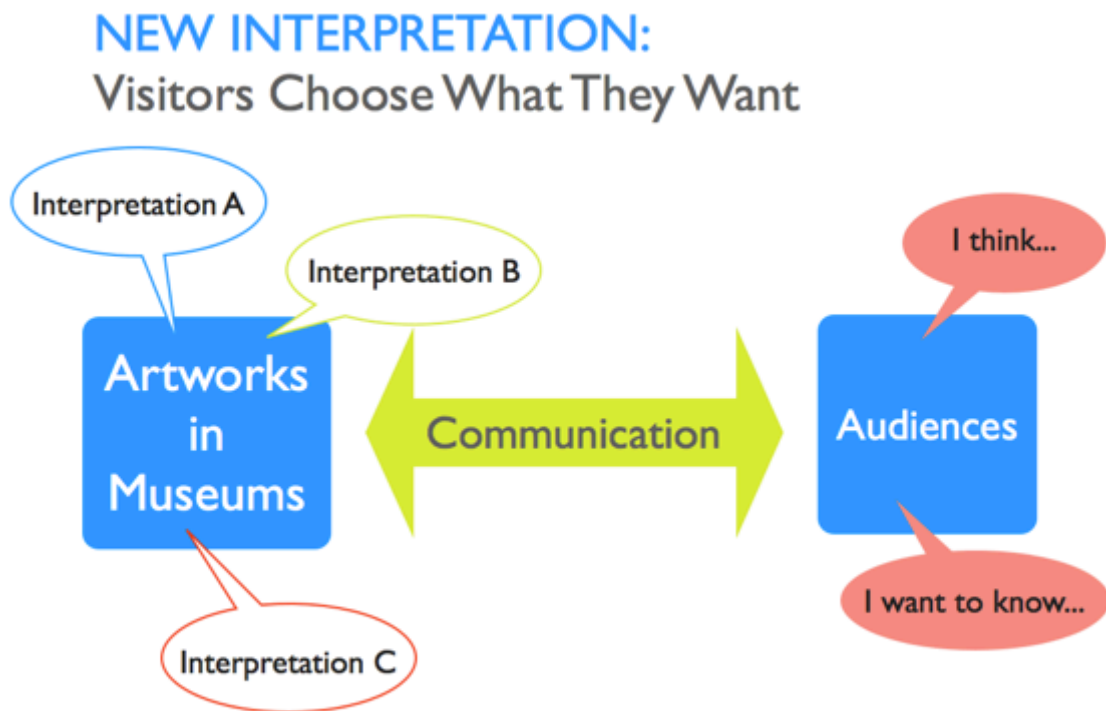 NEW INTERPRETATION:
Visitors Choose What They Want
Interpretation A
Interpretation B
I think...
Artworks
in
Museums
Communication
Audiences
I want to know...
Interpretation C